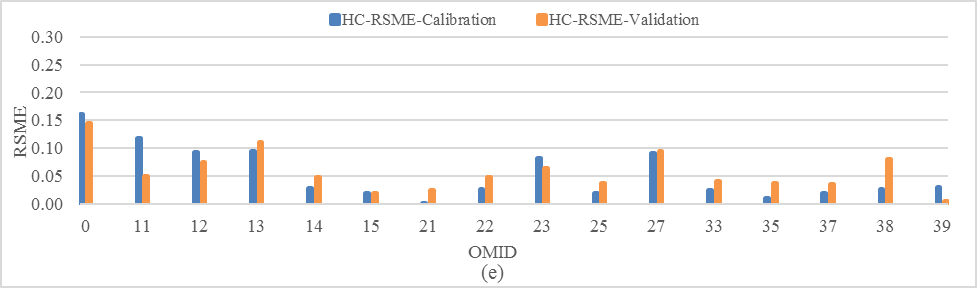 HC-RSME-Calibration HC-RSME-Validation
0.30
0.25
0.20
0.15
0.10
0.05
0.00
RSME
0 11 12 13 14 15 21 22 23 25 27 33 35 37 38 39
OMID
(e)